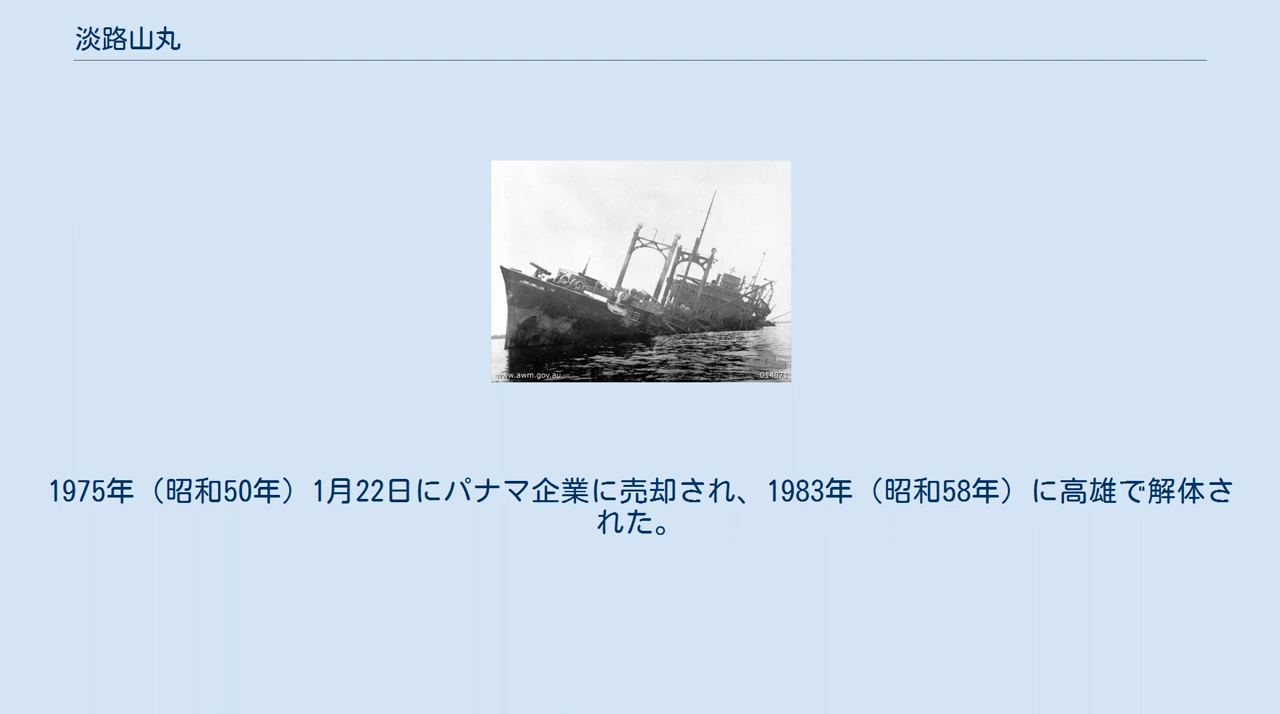 淡路山丸
www.awm.gov.au
014871
1975年（昭和50年）1月22日にパナマ企業に売却され、1983年（昭和58年）に高雄で解体さ
れた。